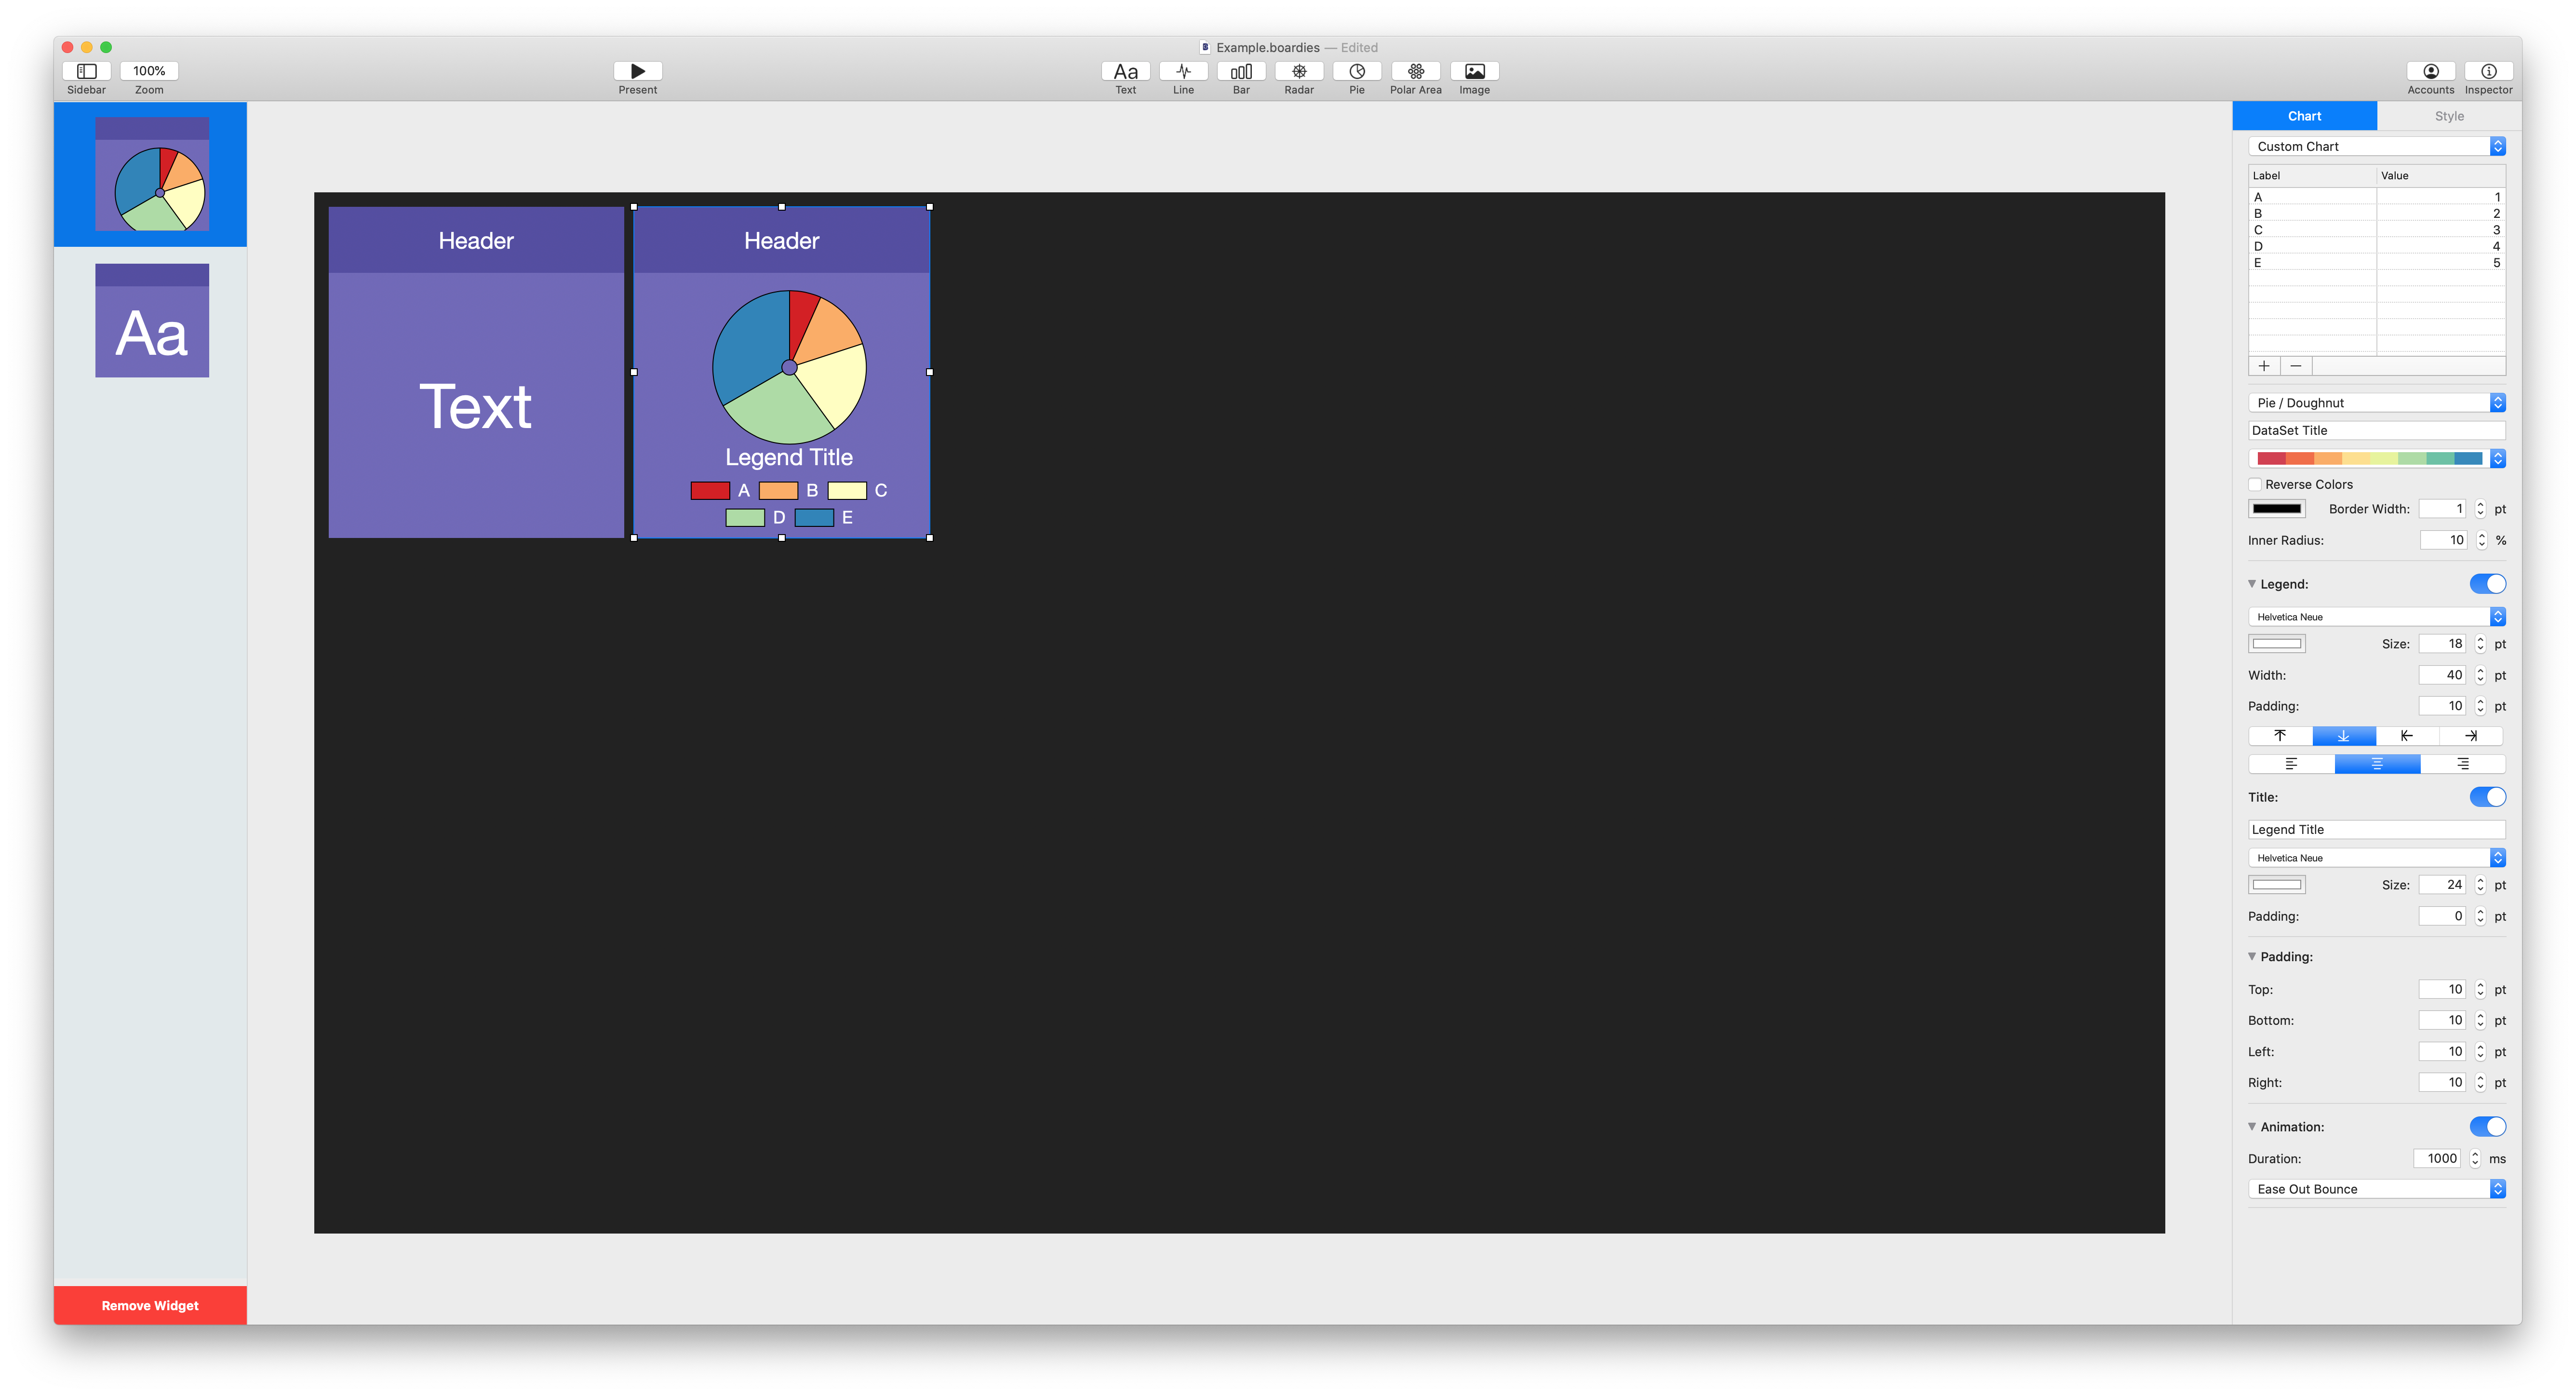 Example.boardies — Edited
100%
Sidebar
Zoom
Present
Aa
Text
Line
Bar
Radar
Pie
Polar Area
Image
Accounts
Inspector
Aa
Remove Widget
Header
Text
Header
Legend Title
A B C
D E
Chart Style
Custom Chart
Label Value
A 1
B 2
C 3
D 4
E 5
Pie / Doughnut
DataSet Title
Reverse Colors
Border Width: 1 pt
Inner Radius: 10 %
Legend:
Helvetica Neue
Size: 18 pt
Width: 40 pt
Padding: 10 pt
Title:
Legend Title
Helvetica Neue
Size: 24 pt
Padding: 0 pt
Padding:
Top: 10 pt
Bottom: 10 pt
Left: 10 pt
Right: 10 pt
Animation:
Duration: 1000 ms
Ease Out Bounce